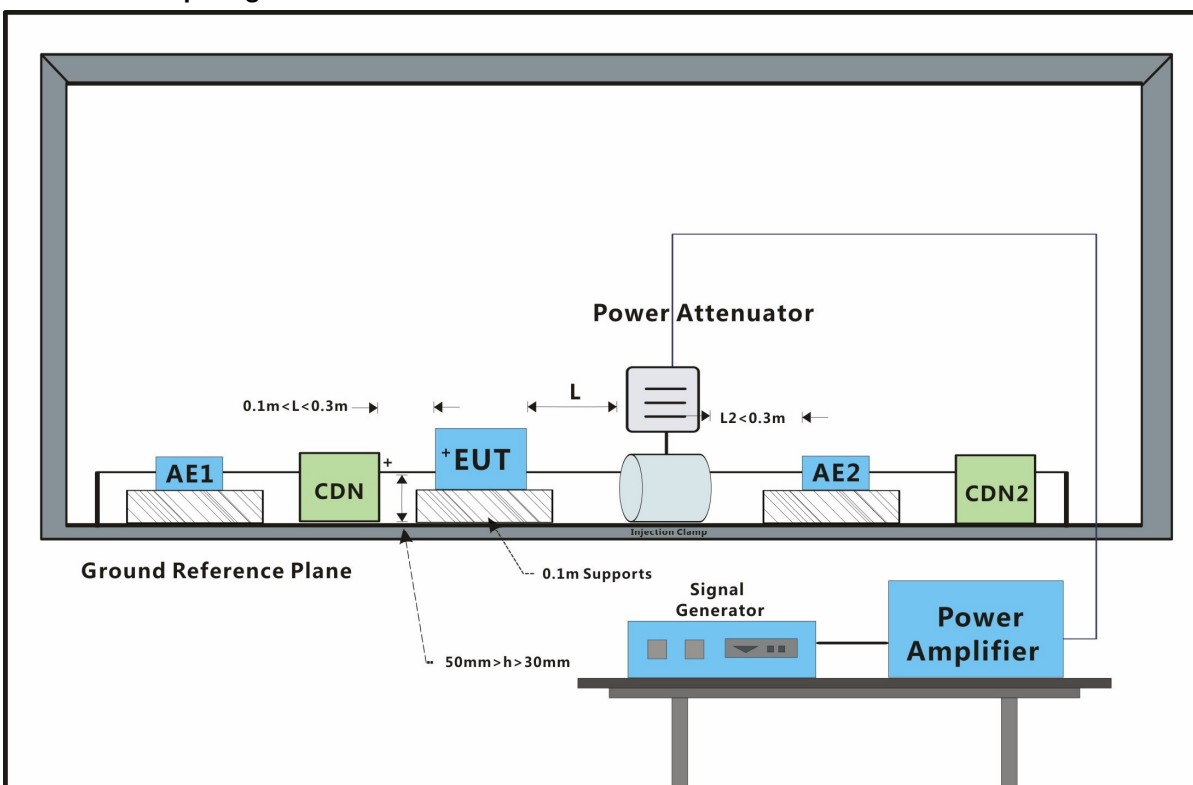 Power Attenuator
L
0.1m<L<0.3m
L2<0.3m
+
+EUT
AE1
CDN
AE2
CDN2
Injection Clamp
Ground Reference Plane
0.1m Supports
Signal
Generator
Power
Amplifier
50mm>h>30mm